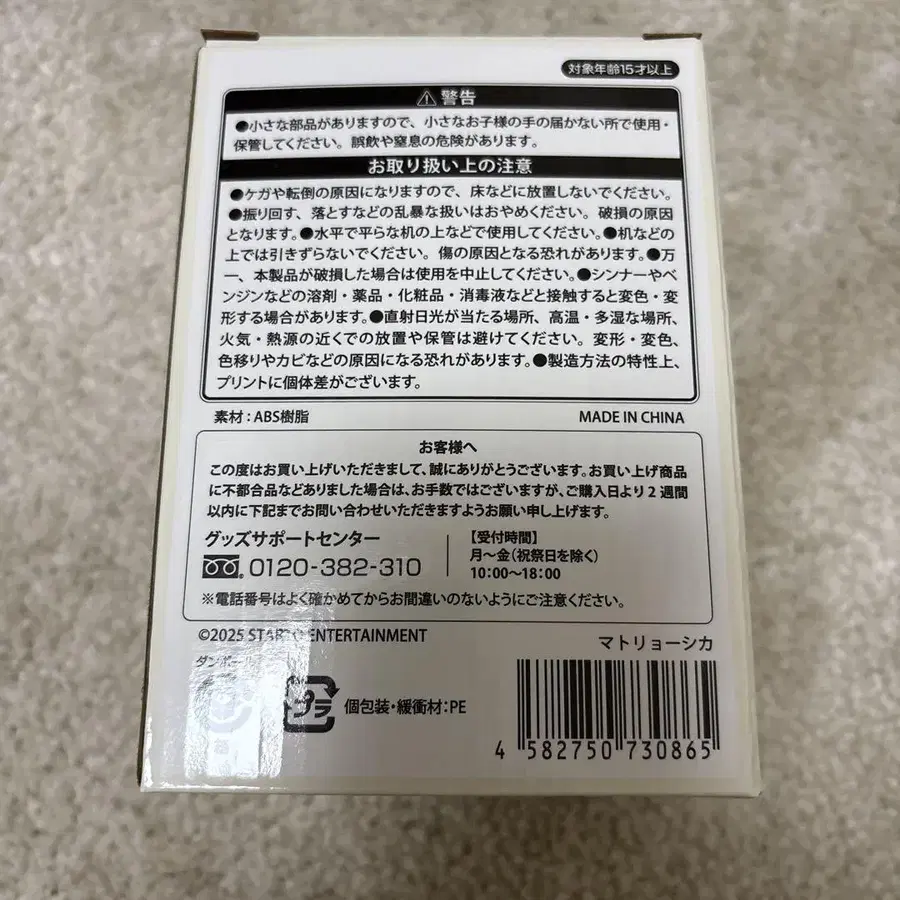 対象年齢15才以上
⚠警告
●小さな部品がありますので、小さなお子様の手の届かない所で使用・
保管してください。誤飲や窒息の危険があります。
お取り扱い上の注意
●ケガや転倒の原因になりますので、床などに放置しないでください。
●振り回す、落とすなどの乱暴な扱いはおやめください。破損の原因
となります。●水平で平らな机の上などで使用してください。●机などの
上では引きずらないでください。傷の原因となる恐れがあります。●万
一、本製品が破損した場合は使用を中止してください。●シンナーやベ
ンジンなどの溶剤・薬品・化粧品・消毒液などと接触すると変色・変
形する場合があります。●直射日光が当たる場所、高温・多湿な場所、
火気・熱源の近くでの放置や保管は避けてください。変形・変色、
色移りやカビなどの原因になる恐れがあります。●製造方法の特性上、
プリントに個体差がございます。
素材:ABS樹脂 MADE IN CHINA
お客様へ
この度はお買い上げいただきまして、誠にありがとうございます。お買い上げ商品
に不都合品などありました場合は、お手数ではございますが、ご購入日より2週間
以内に下記までお問い合わせいただきますようお願い申し上げます。
グッズサポートセンター
0120-382-310
【受付時間】
月〜金(祝祭日を除く)
10:00〜18:00
※電話番号はよく確かめてからお間違いのないようにご注意ください。
©2025 STARTO ENTERTAINMENT
マトリョーシカ
ダンボール
プラ
個包装・緩衝材:PE
4 582750 730865